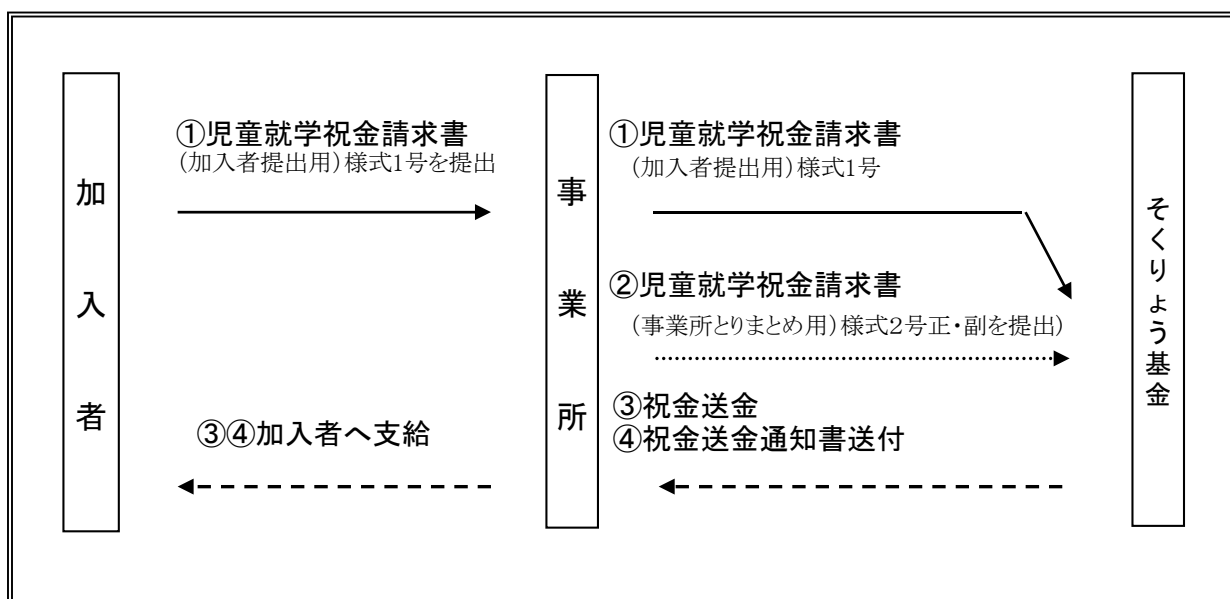 加入者
①児童就学祝金請求書
(加入者提出用)様式1号を提出
③④加入者へ支給
事業所
①児童就学祝金請求書
(加入者提出用)様式1号
②児童就学祝金請求書
(事業所とりまとめ用)様式2号正・副を提出)
③祝金送金
④祝金送金通知書送付
そくりょう基金